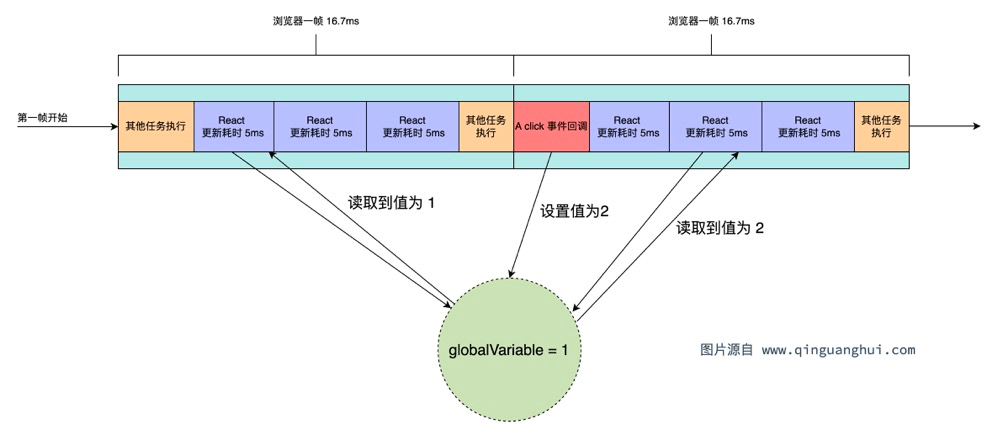 浏览器一帧 16.7ms
浏览器一帧 16.7ms
第一帧开始
其他任务执行
React
更新耗时 5ms
React
更新耗时 5ms
React
更新耗时 5ms
其他任务
执行
A click 事件回调
React
更新耗时 5ms
React
更新耗时 5ms
React
更新耗时 5ms
其他任务
执行
读取到值为 1
设置值为2
读取到值为 2
globalVariable = 1
图片源自 www.qinguanghui.com